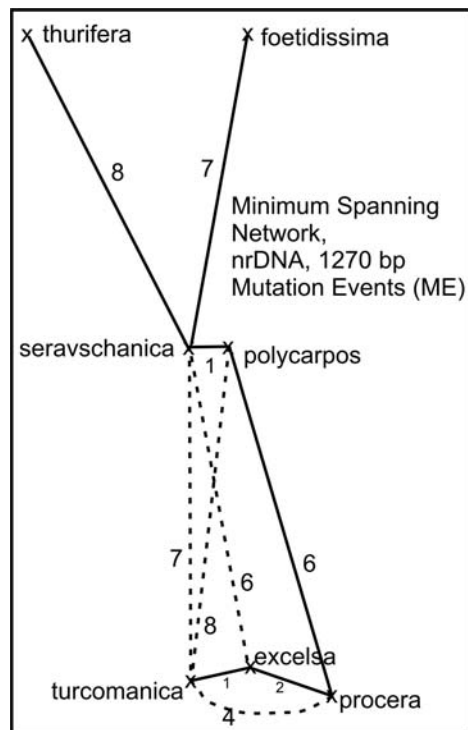 x thurifera
x foetidissima
8
7
Minimum Spanning
Network,
nrDNA, 1270 bp
Mutation Events (ME)
seravschanica x
x polycarpos
1
7
6
8
6
excelsa
x
turcomanica x
1
2
x procera
4